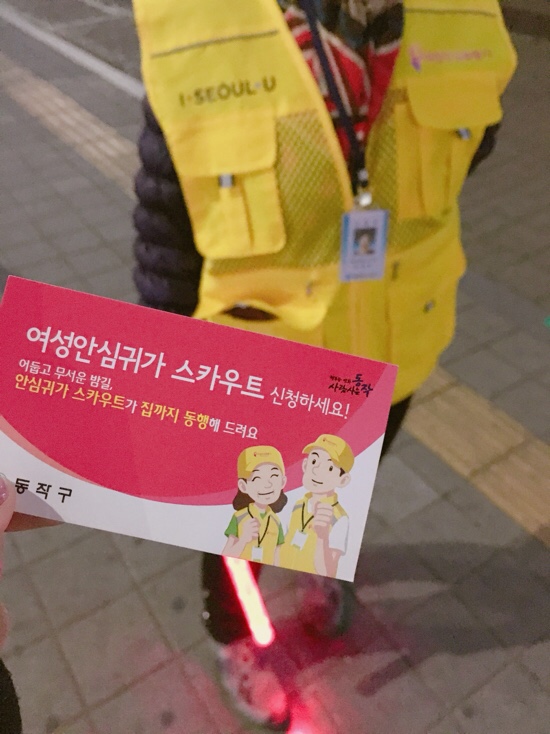 I·SEOUL·U
여성안심귀가 스카우트 신청하세요!
어둡고 무서운 밤길,
안심귀가 스카우트가 집까지 동행해 드려요
동작
동작구